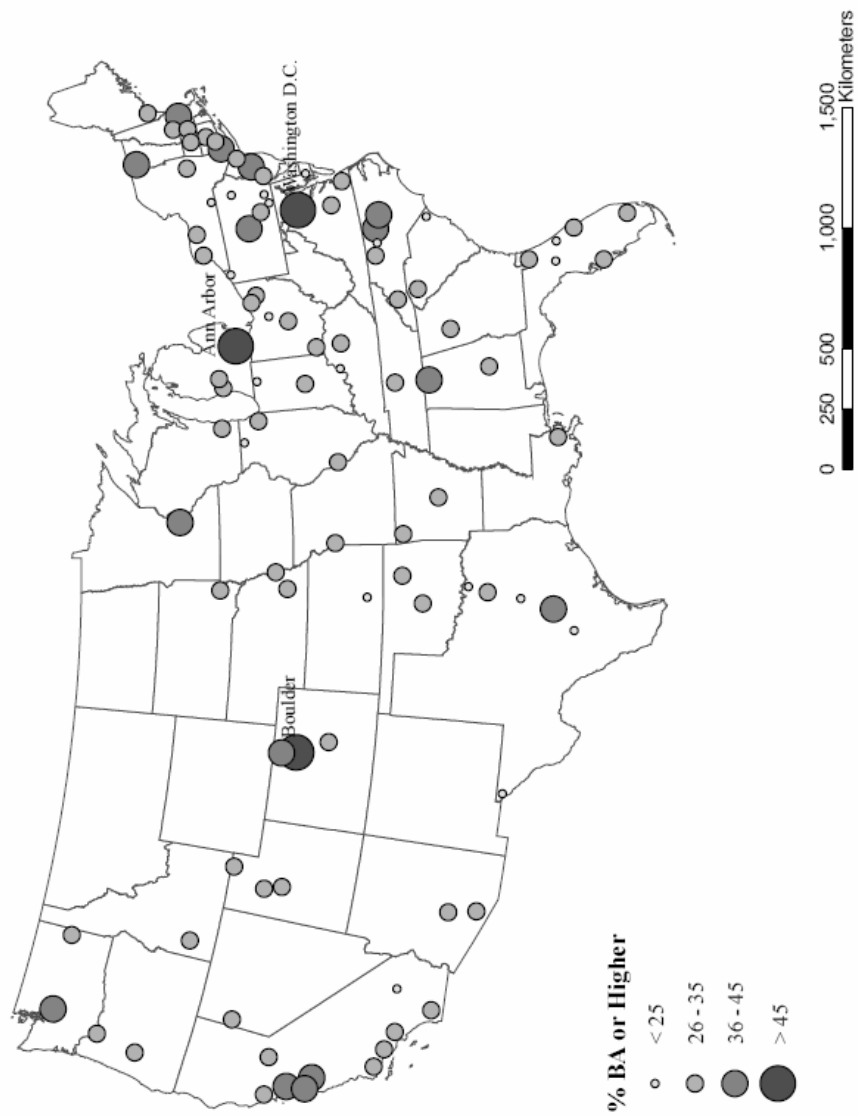 Ann Arbor
Washington D.C.
Boulder
% BA or Higher
< 25
26 - 35
36 - 45
> 45
0 250 500 1,000 1,500
Kilometers